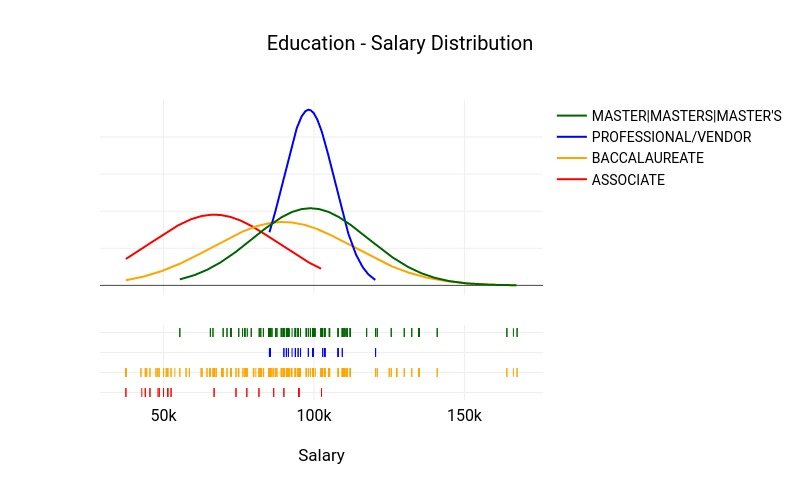 Education - Salary Distribution
MASTER|MASTERS|MASTER'S
PROFESSIONAL/VENDOR
BACCALAUREATE
ASSOCIATE
50k 100k 150k
Salary